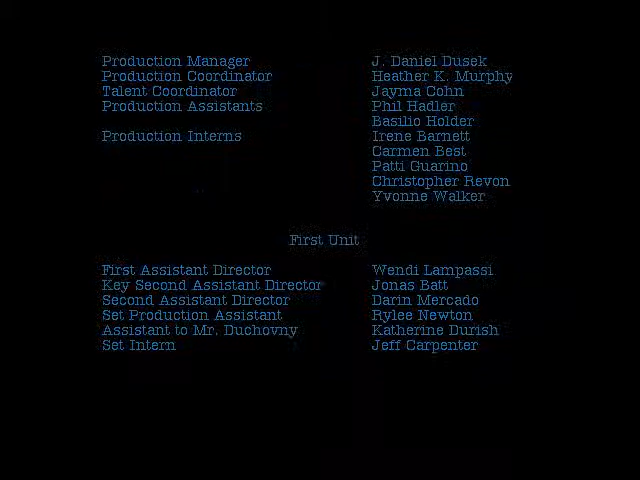 Production Manager J. Daniel Dusek
Production Coordinator Heather K. Murphy
Talent Coordinator Jayma Cohn
Production Assistants Phil Hadler
Basilio Holder
Production Interns Irene Barnett
Carmen Best
Patti Guarino
Christopher Revon
Yvonne Walker
First Unit
First Assistant Director Wendi Lampassi
Key Second Assistant Director Jonas Batt
Second Assistant Director Darin Mercado
Set Production Assistant Rylee Newton
Assistant to Mr. Duchovny Katherine Durish
Set Intern Jeff Carpenter